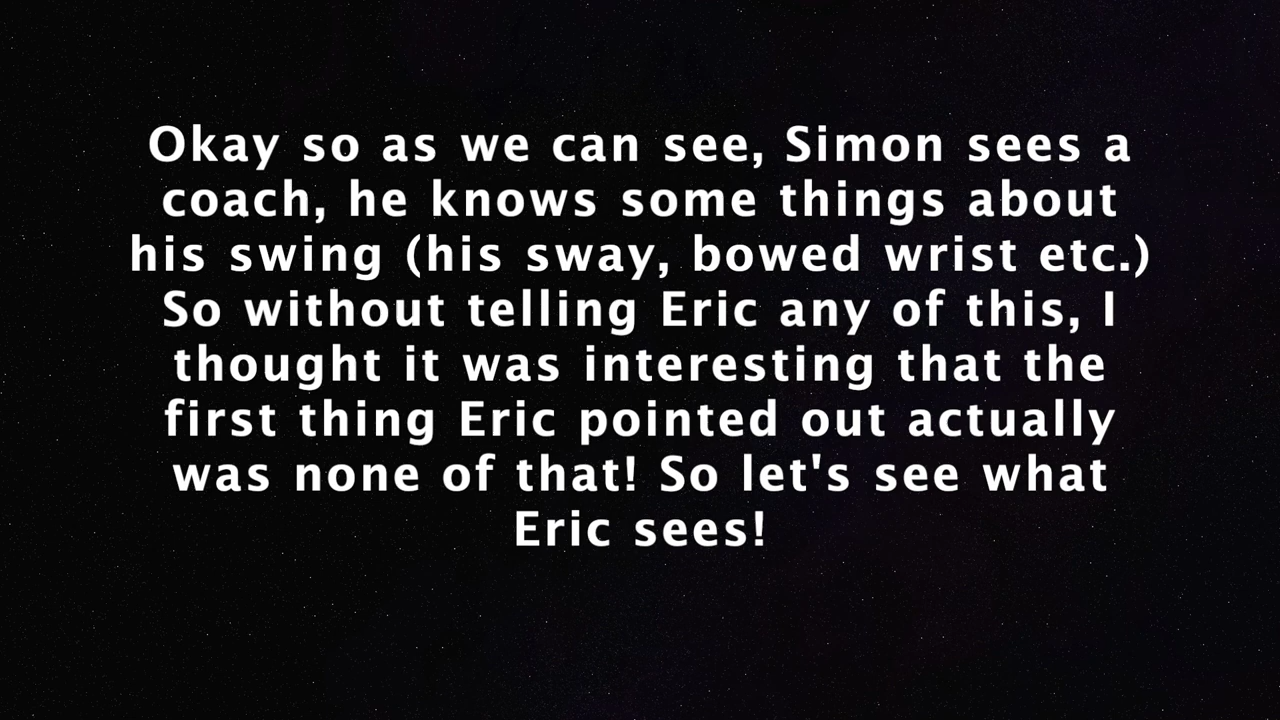 Okay so as we can see, Simon sees a
coach, he knows some things about
his swing (his sway, bowed wrist etc.)
So without telling Eric any of this, I
thought it was interesting that the
first thing Eric pointed out actually
was none of that! So let's see what
Eric sees!